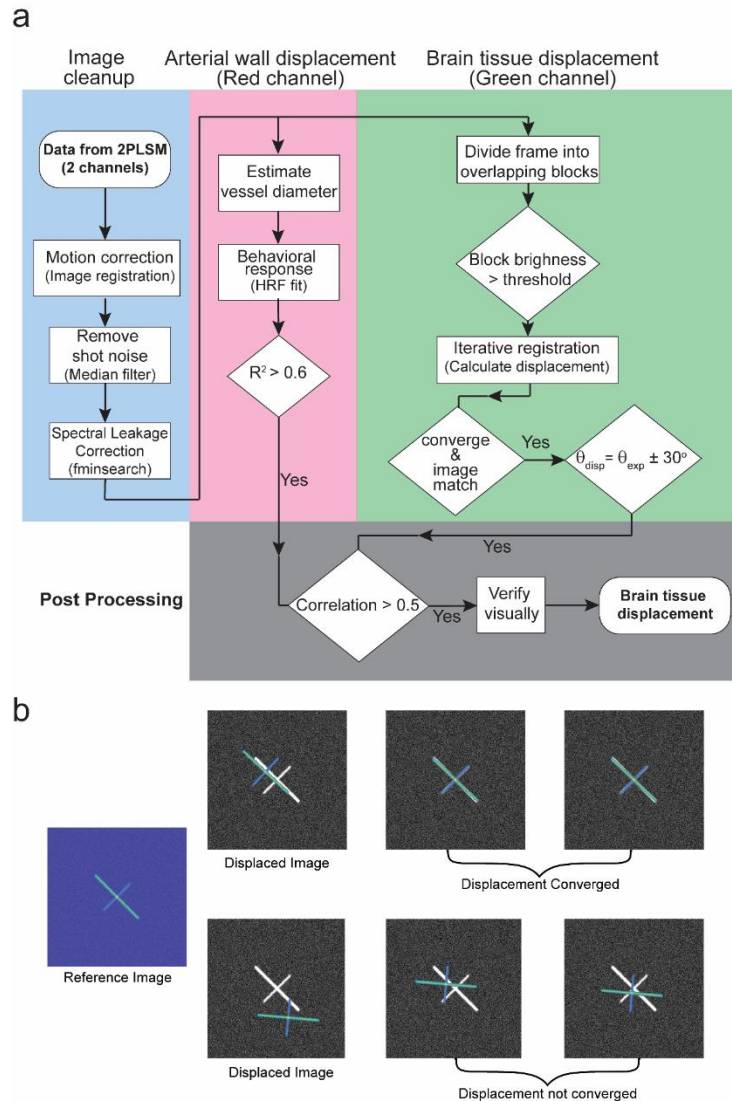 a
Image
cleanup
Arterial wall displacement
(Red channel)
Brain tissue displacement
(Green channel)
Data from 2PLSM
(2 channels)
Motion correction
(Image registration)
Remove
shot noise
(Median filter)
Spectral Leakage
Correction
(fminsearch)
Estimate
vessel diameter
Behavioral
response
(HRF fit)
R² > 0.6
Yes
Divide frame into
overlapping blocks
Block brighness
> threshold
Iterative registration
(Calculate displacement)
converge
&
image
match
Yes
θdisp = θexp ± 30°
Yes
Post Processing
Correlation > 0.5
Yes
Verify
visually
Brain tissue
displacement
b
Reference Image
Displaced Image
Displacement Converged
Displaced Image
Displacement not converged